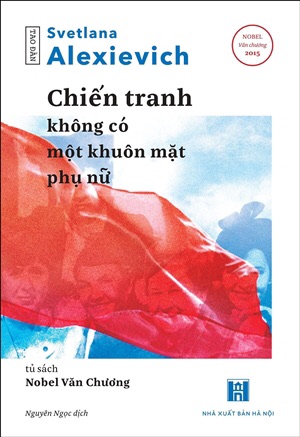 TAO ĐÀN
Svetlana
Alexievich
NOBEL
Văn chương
2015
Chiến tranh
không có
một khuôn mặt
phụ nữ
tủ sách
Nobel Văn Chương
Nguyên Ngọc dịch
NHÀ XUẤT BẢN HÀ NỘI